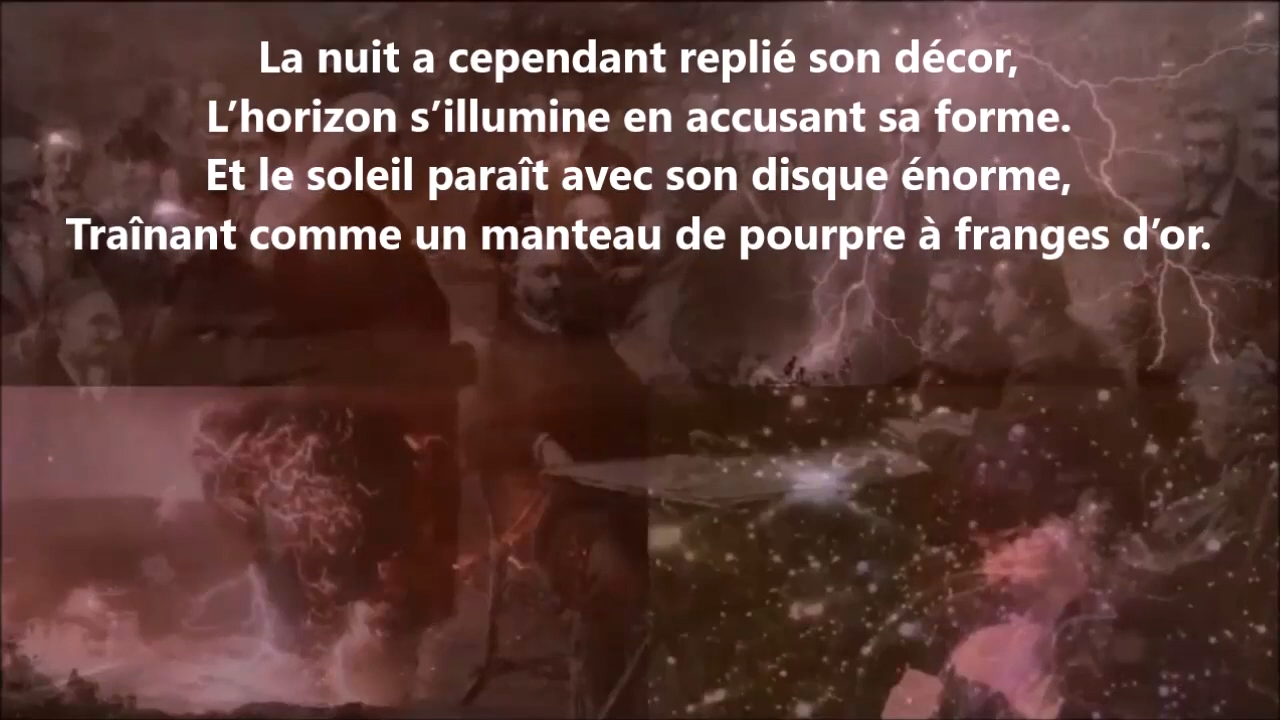 La nuit a cependant replié son décor,
L’horizon s’illumine en accusant sa forme.
Et le soleil paraît avec son disque énorme,
Traînant comme un manteau de pourpre à franges d’or.